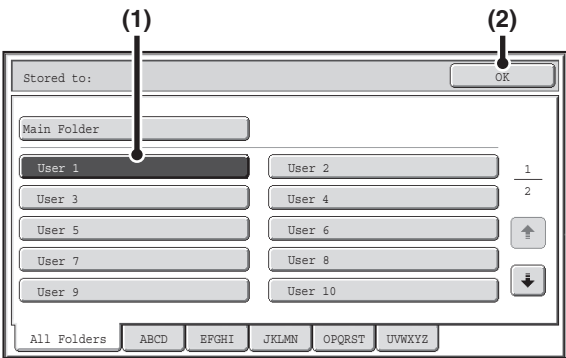 (1) (2)
Stored to: OK
Main Folder
User 1 User 2
1
User 3 User 4
2
User 5 User 6
User 7 User 8
User 9 User 10
All Folders ABCD EFGHI JKLMN OPQRST UVWXYZ